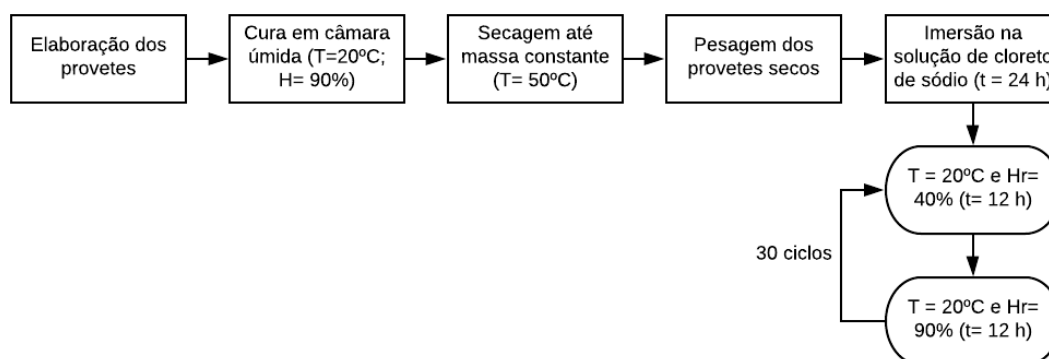 Elaboração dos
provetes
Cura em câmara
úmida (T=20ºC;
H= 90%)
Secagem até
massa constante
(T= 50ºC)
Pesagem dos
provetes secos
Imersão na
solução de cloreto
de sódio (t = 24 h)
T = 20ºC e Hr=
40% (t= 12 h)
30 ciclos
T = 20ºC e Hr=
90% (t= 12 h)